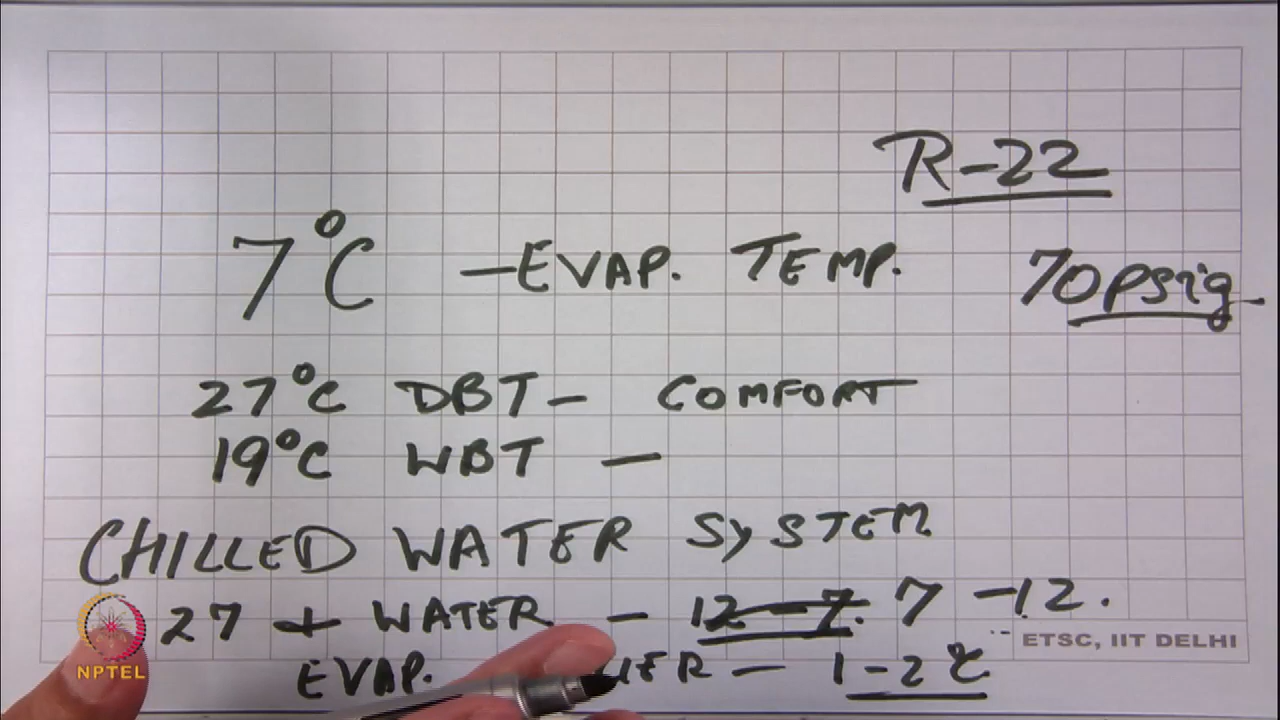 R-22
7°C - EVAP. TEMP. 70psig
27°C DBT - COMFORT
19°C WBT -
CHILLED WATER SYSTEM
27 WATER - 12-7. 7-12.
EVAP. - 1-2°C
ETSC, IIT DELHI
NPTEL